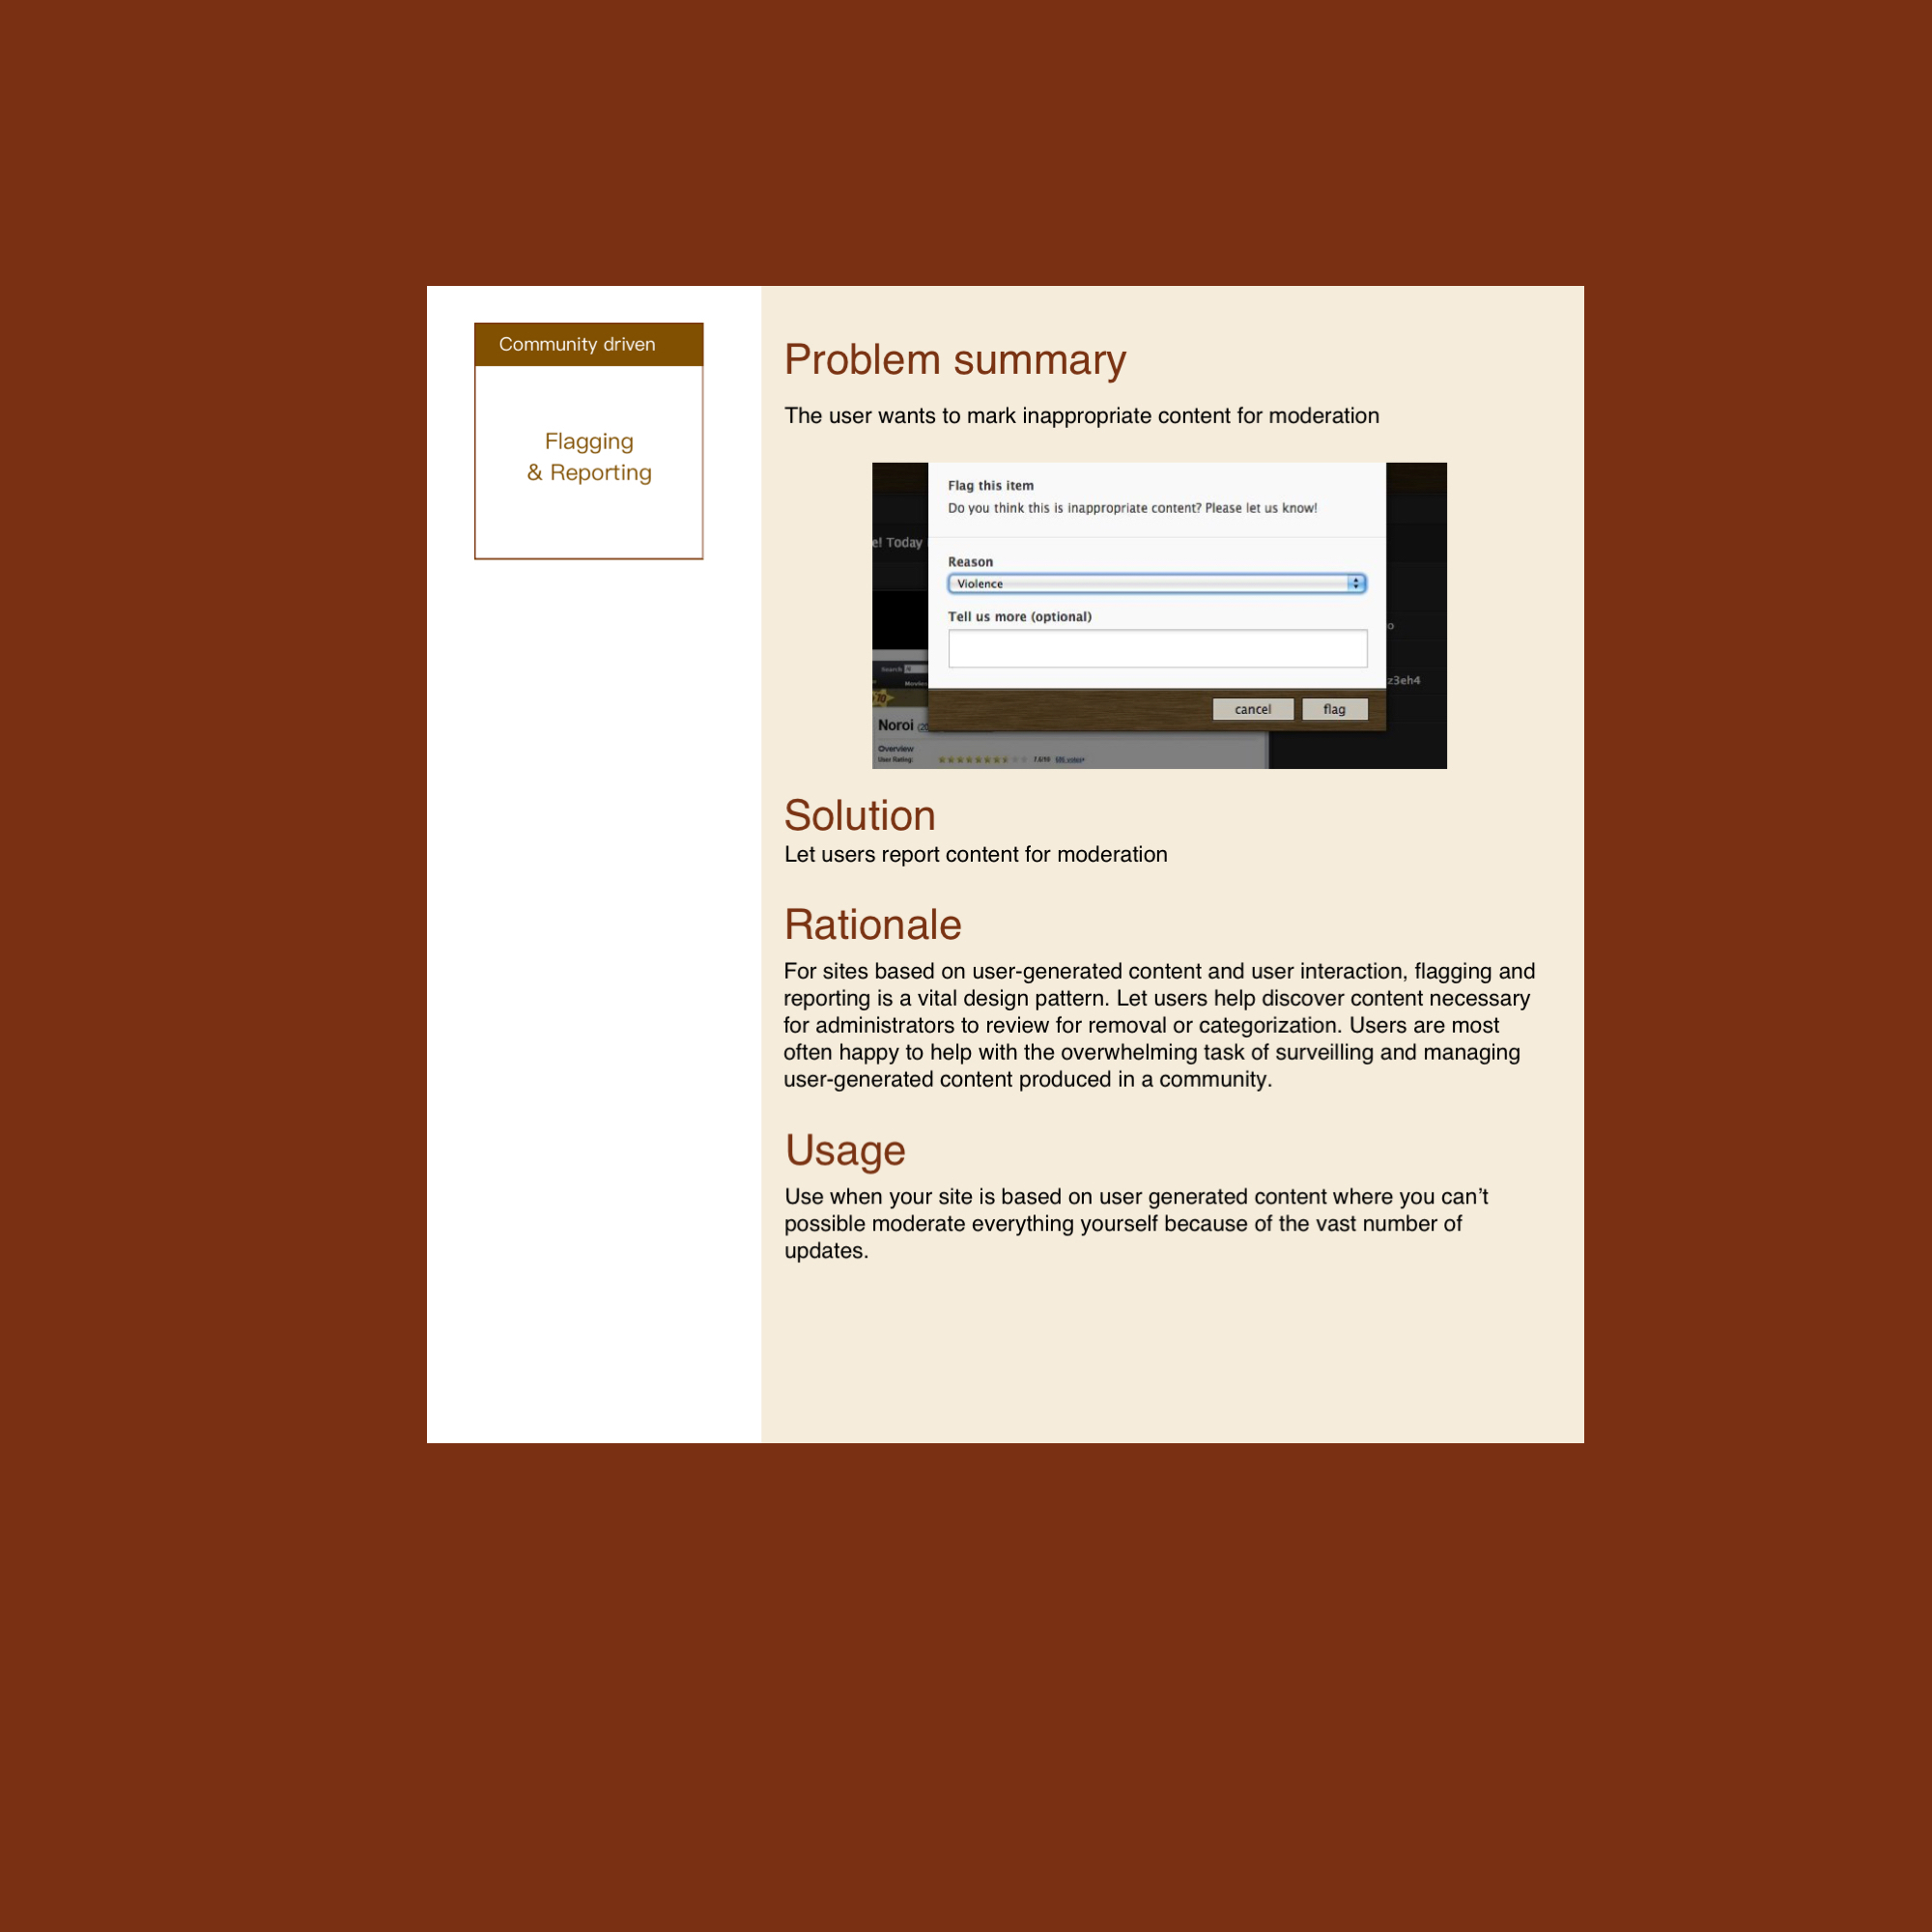 Community driven
Flagging
& Reporting
Problem summary
The user wants to mark inappropriate content for moderation
Flag this item
Do you think this is inappropriate content? Please let us know!
e! Today
Reason
Violence
Tell us more (optional)
o
Search
Movies
z3eh4
10
cancel
flag
Noroi
Overview
User Rating:
Solution
Let users report content for moderation
Rationale
For sites based on user-generated content and user interaction, flagging and
reporting is a vital design pattern. Let users help discover content necessary
for administrators to review for removal or categorization. Users are most
often happy to help with the overwhelming task of surveilling and managing
user-generated content produced in a community.
Usage
Use when your site is based on user generated content where you can’t
possible moderate everything yourself because of the vast number of
updates.